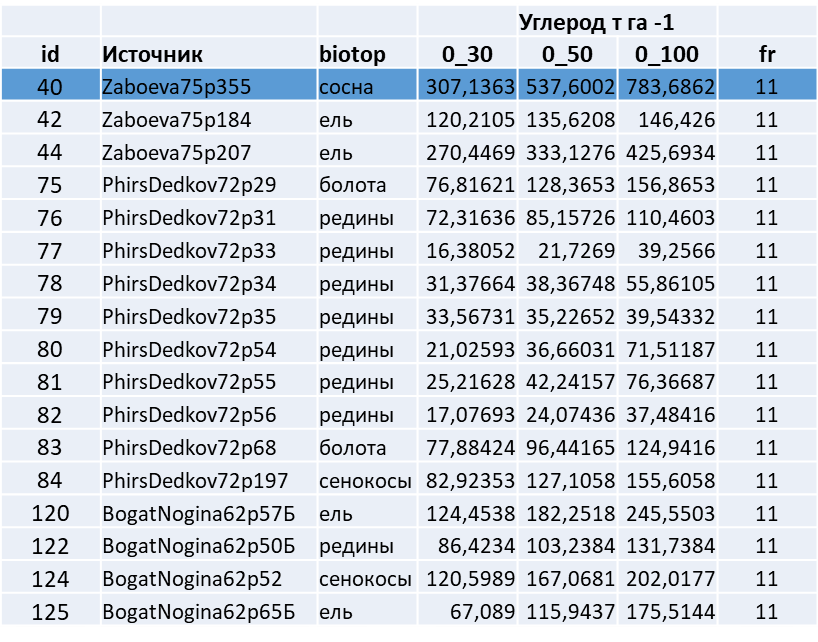 Углерод т га -1
id Источник biotop 0_30 0_50 0_100 fr
40 Zaboeva75p355 сосна 307,1363 537,6002 783,6862 11
42 Zaboeva75p184 ель 120,2105 135,6208 146,426 11
44 Zaboeva75p207 ель 270,4469 333,1276 425,6934 11
75 PhirsDedkov72p29 болота 76,81621 128,3653 156,8653 11
76 PhirsDedkov72p31 редины 72,31636 85,15726 110,4603 11
77 PhirsDedkov72p33 редины 16,38052 21,7269 39,2566 11
78 PhirsDedkov72p34 редины 31,37664 38,36748 55,86105 11
79 PhirsDedkov72p35 редины 33,56731 35,22652 39,54332 11
80 PhirsDedkov72p54 редины 21,02593 36,66031 71,51187 11
81 PhirsDedkov72p55 редины 25,21628 42,24157 76,36687 11
82 PhirsDedkov72p56 редины 17,07693 24,07436 37,48416 11
83 PhirsDedkov72p68 болота 77,88424 96,44165 124,9416 11
84 PhirsDedkov72p197 сенокосы 82,92353 127,1058 155,6058 11
120 BogatNogina62p57Б ель 124,4538 182,2518 245,5503 11
122 BogatNogina62p50Б редины 86,4234 103,2384 131,7384 11
124 BogatNogina62p52 сенокосы 120,5989 167,0681 202,0177 11
125 BogatNogina62p65Б ель 67,089 115,9437 175,5144 11